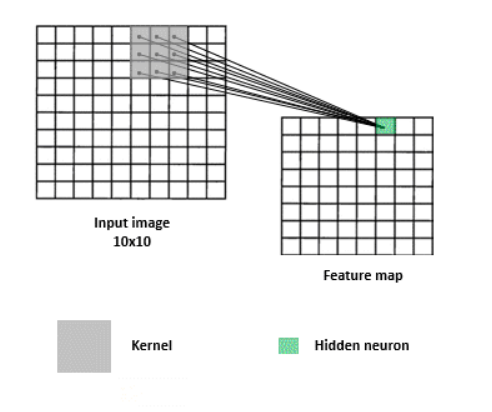 Input image
10x10
Feature map
Kernel
Hidden neuron